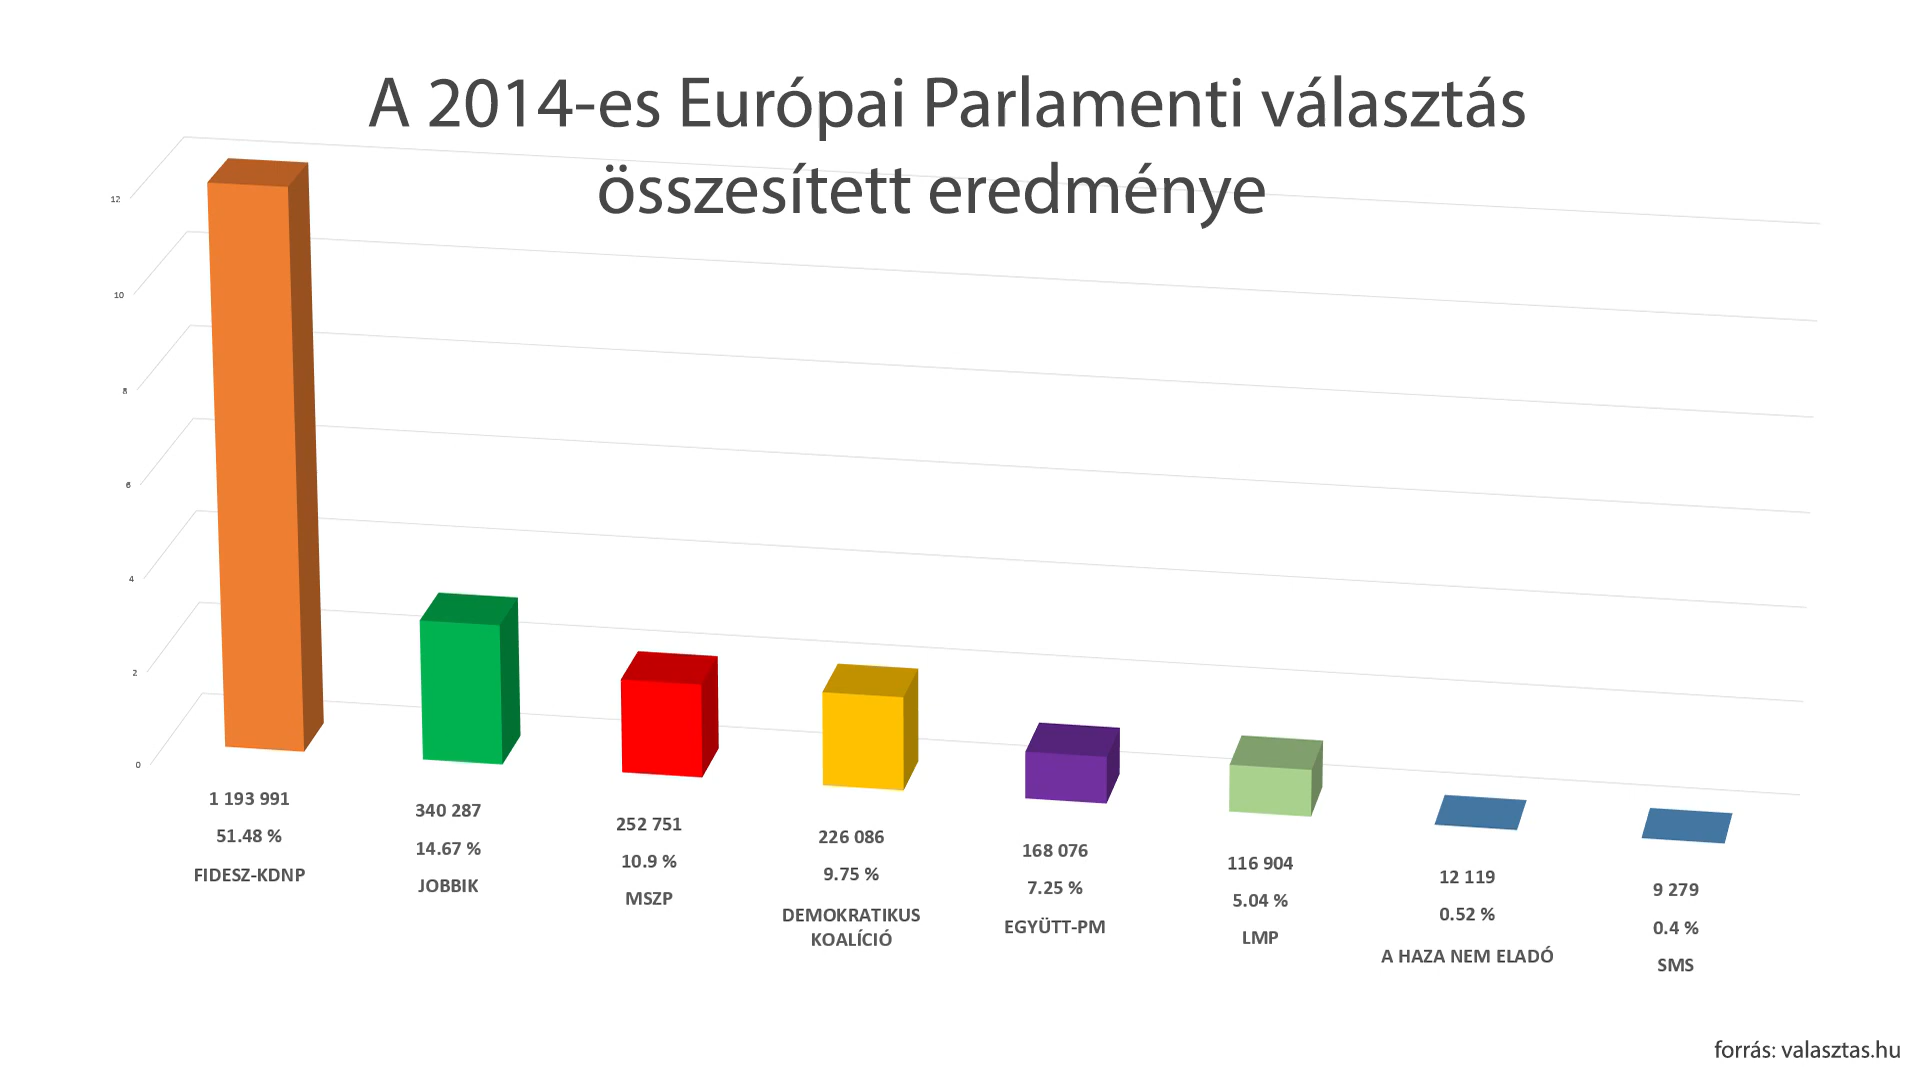 A 2014-es Európai Parlamenti választás
összesített eredménye
12
10
8
6
4
2
0
1 193 991
51.48 %
FIDESZ-KDNP
340 287
14.67 %
JOBBIK
252 751
10.9 %
MSZP
226 086
9.75 %
DEMOKRATIKUS
KOALÍCIÓ
168 076
7.25 %
EGYÜTT-PM
116 904
5.04 %
LMP
12 119
0.52 %
A HAZA NEM ELADÓ
9 279
0.4 %
SMS
forrás: valasztas.hu